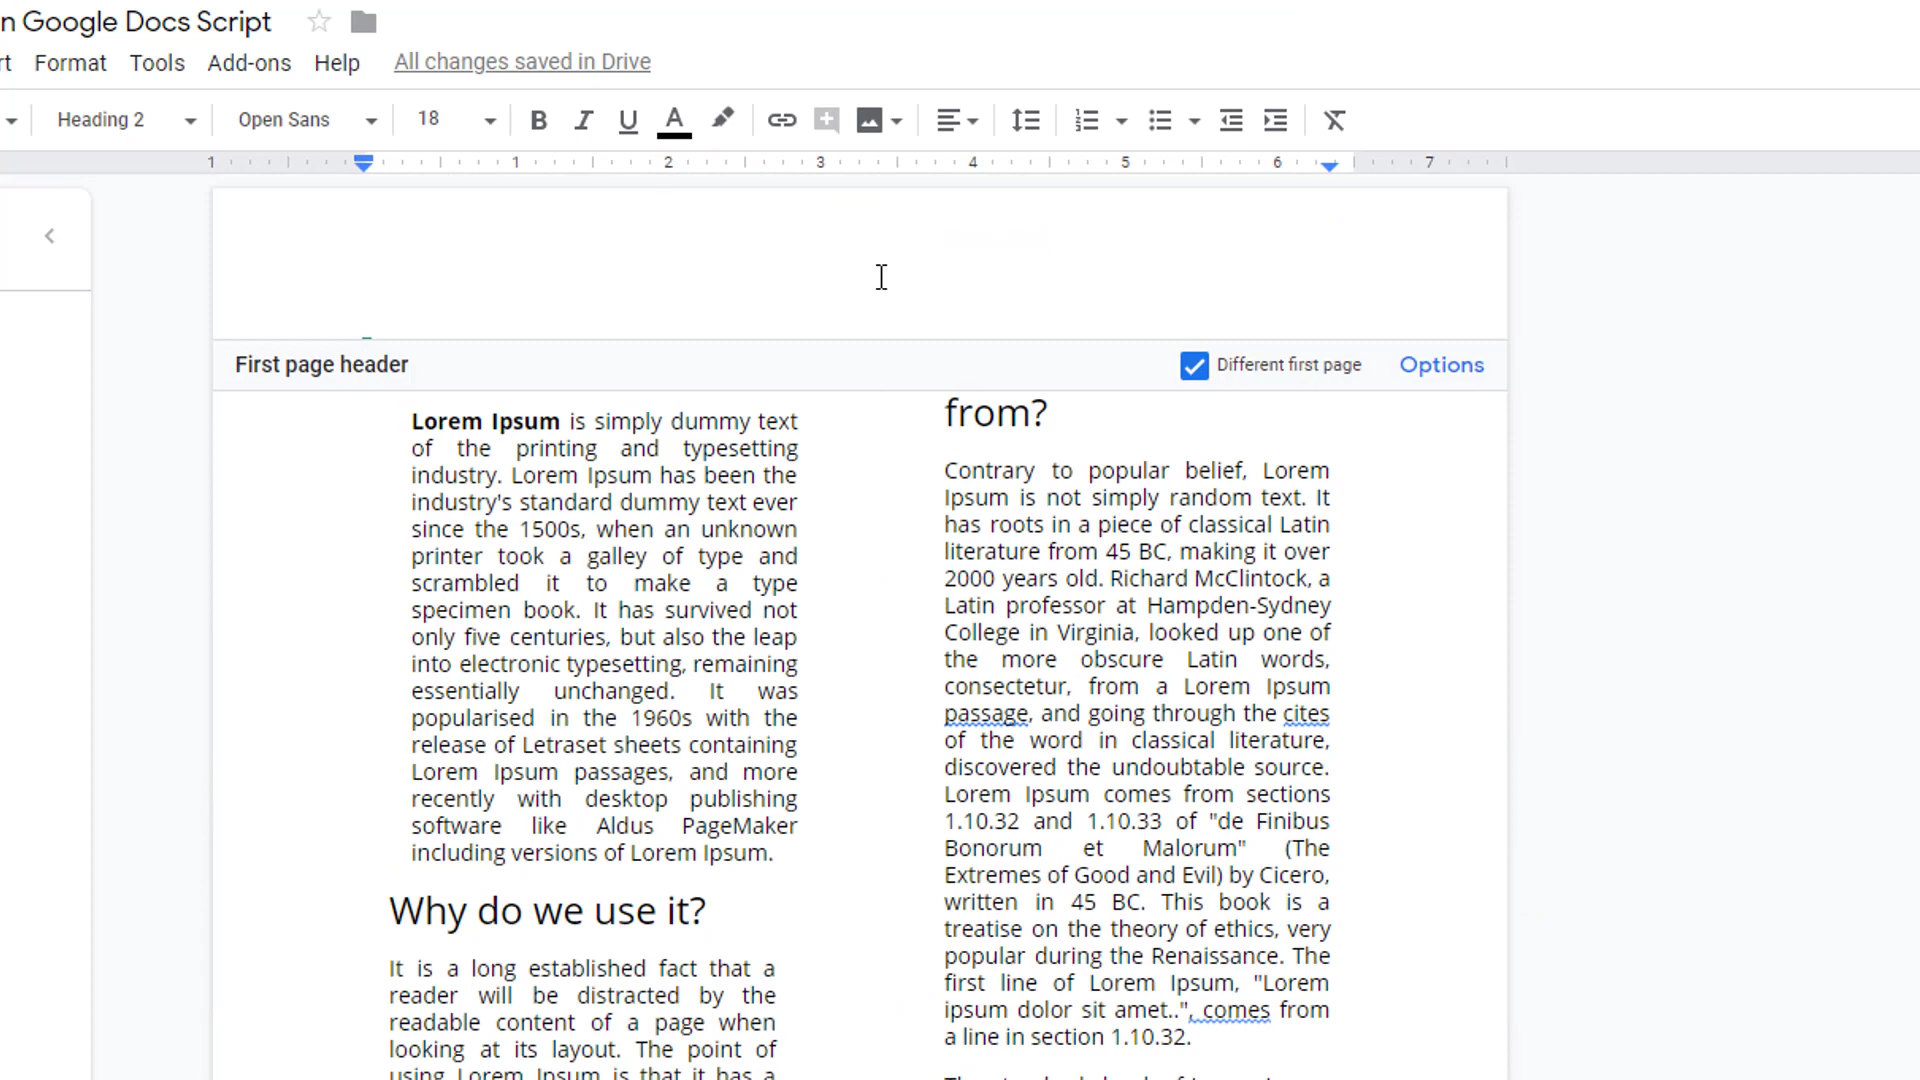 n Google Docs Script
rt Format Tools Add-ons Help All changes saved in Drive
Heading 2 Open Sans 18 B I U A
1 1 2 3 4 5 6 7
First page header Different first page Options
Lorem Ipsum is simply dummy text
of the printing and typesetting
industry. Lorem Ipsum has been the
industry's standard dummy text ever
since the 1500s, when an unknown
printer took a galley of type and
scrambled it to make a type
specimen book. It has survived not
only five centuries, but also the leap
into electronic typesetting, remaining
essentially unchanged. It was
popularised in the 1960s with the
release of Letraset sheets containing
Lorem Ipsum passages, and more
recently with desktop publishing
software like Aldus PageMaker
including versions of Lorem Ipsum.
Why do we use it?
It is a long established fact that a
reader will be distracted by the
readable content of a page when
looking at its layout. The point of
using Lorem Ipsum is that it has a
from?
Contrary to popular belief, Lorem
Ipsum is not simply random text. It
has roots in a piece of classical Latin
literature from 45 BC, making it over
2000 years old. Richard McClintock, a
Latin professor at Hampden-Sydney
College in Virginia, looked up one of
the more obscure Latin words,
consectetur, from a Lorem Ipsum
passage, and going through the cites
of the word in classical literature,
discovered the undoubtable source.
Lorem Ipsum comes from sections
1.10.32 and 1.10.33 of "de Finibus
Bonorum et Malorum" (The
Extremes of Good and Evil) by Cicero,
written in 45 BC. This book is a
treatise on the theory of ethics, very
popular during the Renaissance. The
first line of Lorem Ipsum, "Lorem
ipsum dolor sit amet..", comes from
a line in section 1.10.32.